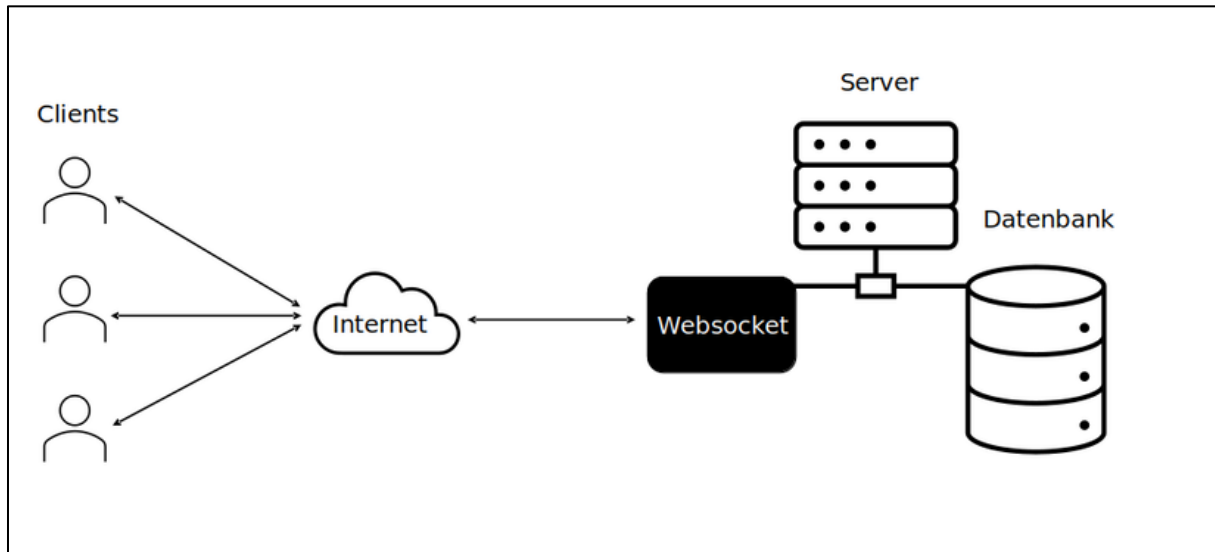 Clients
Server
Datenbank
Internet
Websocket